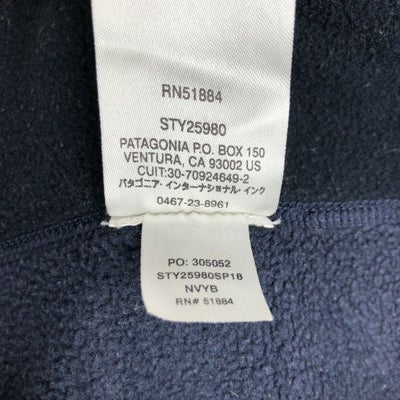 RN51884
STY25980
PATAGONIA P.O. BOX 150
VENTURA, CA 93002 US
CUIT:30-70924649-2
パタゴニア・インターナショナル・インク
0467-23-8961
PO: 305052
STY25980SP18
NVYB
RN# 51884